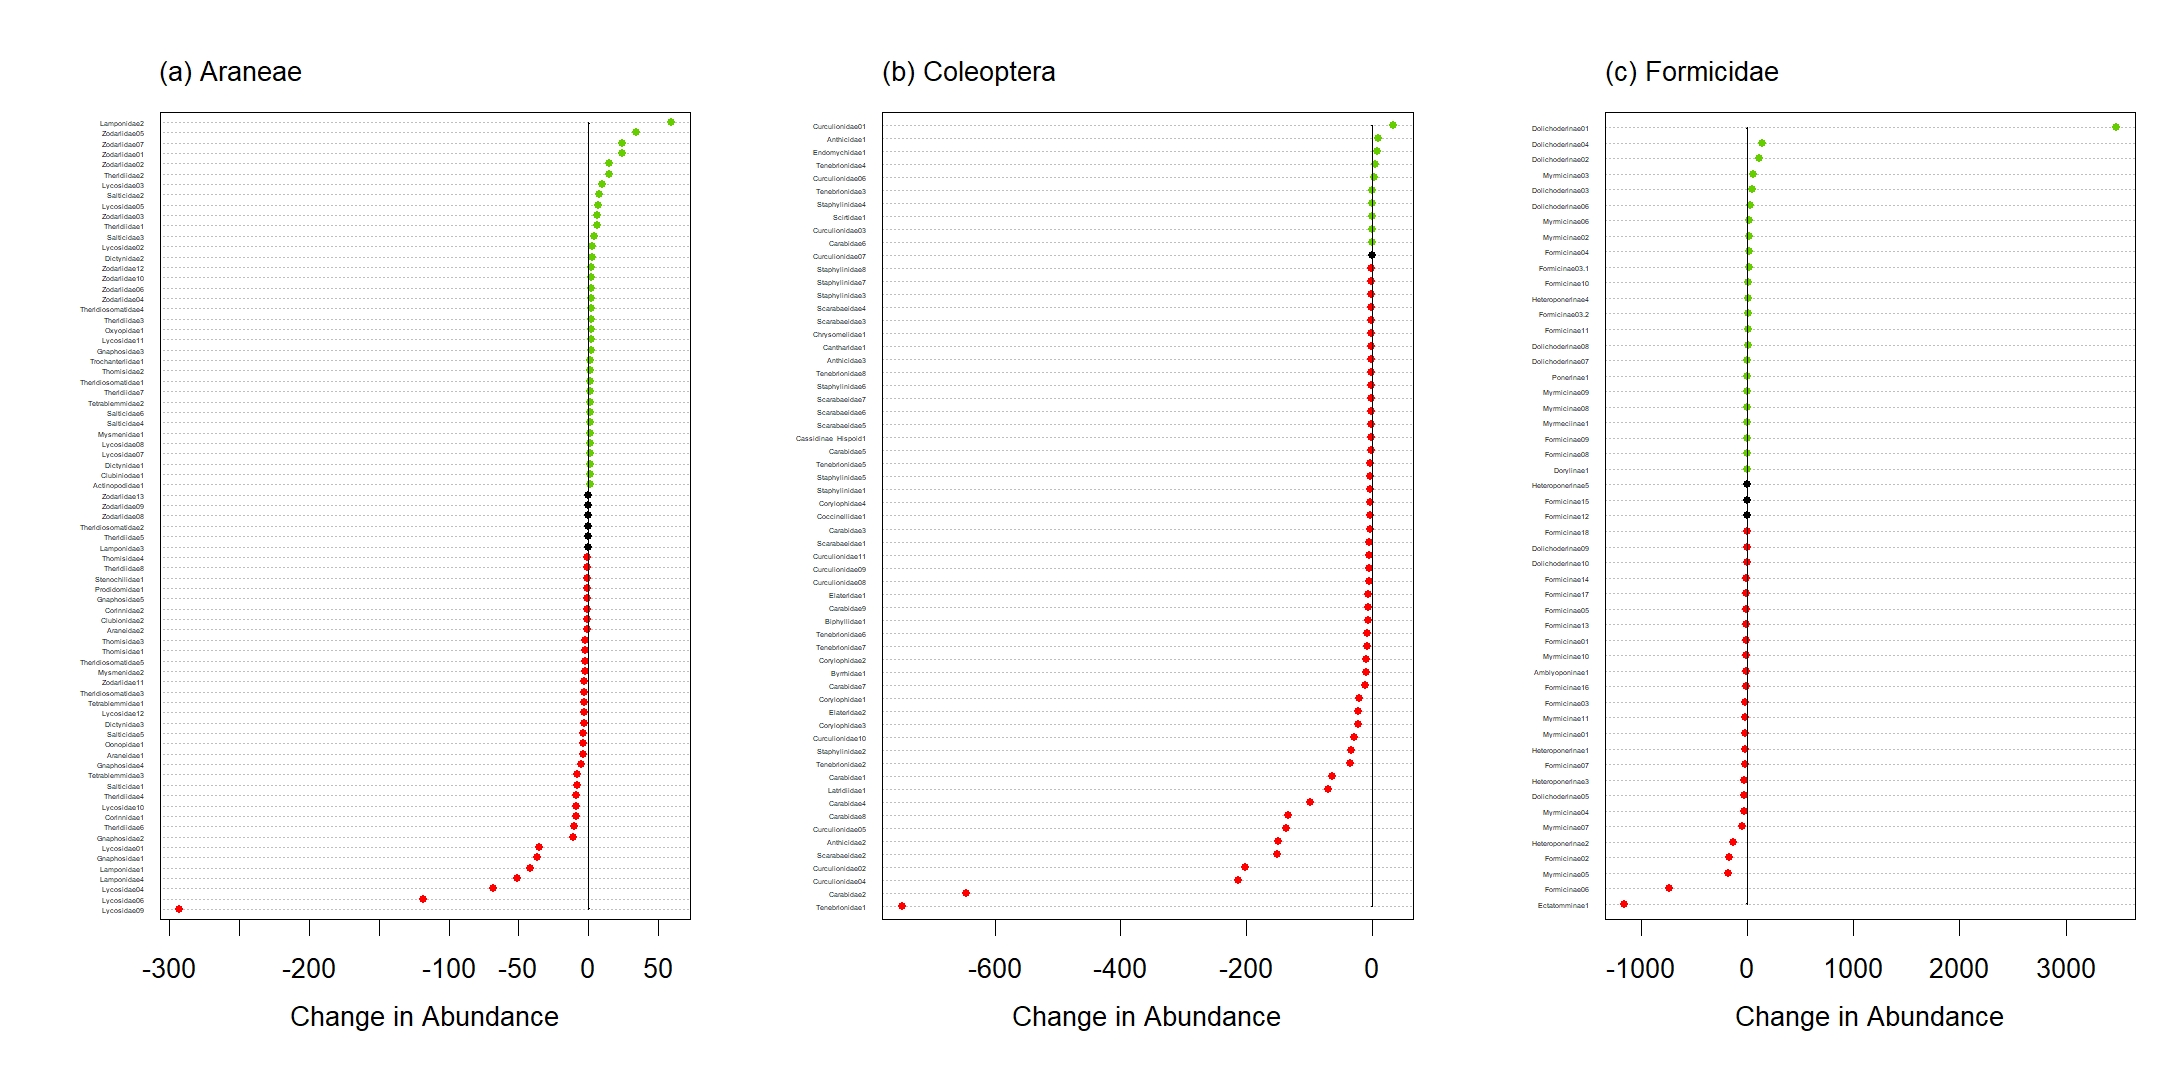 (a) Araneae
Lamponidae2
Zodariidae05
Zodariidae07
Zodariidae01
Zodariidae02
Theridiidae2
Lycosidae03
Salticidae2
Lycosidae05
Zodariidae03
Theridiidae1
Salticidae3
Lycosidae02
Dictynidae2
Zodariidae12
Zodariidae10
Zodariidae06
Zodariidae04
Theridiosomatidae4
Theridiidae3
Oxyopidae1
Lycosidae11
Gnaphosidae3
Trochanteriidae1
Thomisidae2
Theridiosomatidae1
Theridiidae7
Tetrablemmidae2
Salticidae6
Salticidae4
Mysmenidae1
Lycosidae08
Lycosidae07
Dictynidae1
Clubiniodae1
Actinopodidae1
Zodariidae13
Zodariidae09
Zodariidae08
Theridiosomatidae2
Theridiidae5
Lamponidae3
Thomisidae4
Theridiidae8
Stenochilidae1
Prodidomidae1
Gnaphosidae5
Corinnidae2
Clubionidae2
Araneidae2
Thomisidae3
Thomisidae1
Theridiosomatidae5
Mysmenidae2
Zodariidae11
Theridiosomatidae3
Tetrablemmidae1
Lycosidae12
Dictynidae3
Salticidae5
Oonopidae1
Araneidae1
Gnaphosidae4
Tetrablemmidae3
Salticidae1
Theridiidae4
Lycosidae10
Corinnidae1
Theridiidae6
Gnaphosidae2
Lycosidae01
Gnaphosidae1
Lamponidae1
Lamponidae4
Lycosidae04
Lycosidae06
Lycosidae09
-300 -200 -100 -50 0 50
Change in Abundance
(b) Coleoptera
Curculionidae01
Anthicidae1
Endomychidae1
Tenebrionidae4
Curculionidae06
Tenebrionidae3
Staphylinidae4
Scirtidae1
Curculionidae03
Carabidae6
Curculionidae07
Staphylinidae8
Staphylinidae7
Staphylinidae3
Scarabaeidae4
Scarabaeidae3
Chrysomelidae1
Cantharidae1
Anthicidae3
Tenebrionidae8
Staphylinidae6
Scarabaeidae7
Scarabaeidae6
Scarabaeidae5
Cassidinae Hispoid1
Carabidae5
Tenebrionidae5
Staphylinidae5
Staphylinidae1
Corylophidae4
Coccinellidae1
Carabidae3
Scarabaeidae1
Curculionidae11
Curculionidae09
Curculionidae08
Elateridae1
Carabidae9
Biphyllidae1
Tenebrionidae6
Tenebrionidae7
Corylophidae2
Byrrhidae1
Carabidae7
Corylophidae1
Elateridae2
Corylophidae3
Curculionidae10
Staphylinidae2
Tenebrionidae2
Carabidae1
Latridiidae1
Carabidae4
Carabidae8
Curculionidae05
Anthicidae2
Scarabaeidae2
Curculionidae02
Curculionidae04
Carabidae2
Tenebrionidae1
-600 -400 -200 0
Change in Abundance
(c) Formicidae
Dolichoderinae01
Dolichoderinae04
Dolichoderinae02
Myrmicinae03
Dolichoderinae03
Dolichoderinae06
Myrmicinae06
Myrmicinae02
Formicinae04
Formicinae03.1
Formicinae10
Heteroponerinae4
Formicinae03.2
Formicinae11
Dolichoderinae08
Dolichoderinae07
Ponerinae1
Myrmicinae09
Myrmicinae08
Myrmeciinae1
Formicinae09
Formicinae08
Dorylinae1
Heteroponerinae5
Formicinae15
Formicinae12
Formicinae18
Dolichoderinae09
Dolichoderinae10
Formicinae14
Formicinae17
Formicinae05
Formicinae13
Formicinae01
Myrmicinae10
Amblyoponinae1
Formicinae16
Formicinae03
Myrmicinae11
Myrmicinae01
Heteroponerinae1
Formicinae07
Heteroponerinae3
Dolichoderinae05
Myrmicinae04
Myrmicinae07
Heteroponerinae2
Formicinae02
Myrmicinae05
Formicinae06
Ectatomminae1
-1000 0 1000 2000 3000
Change in Abundance